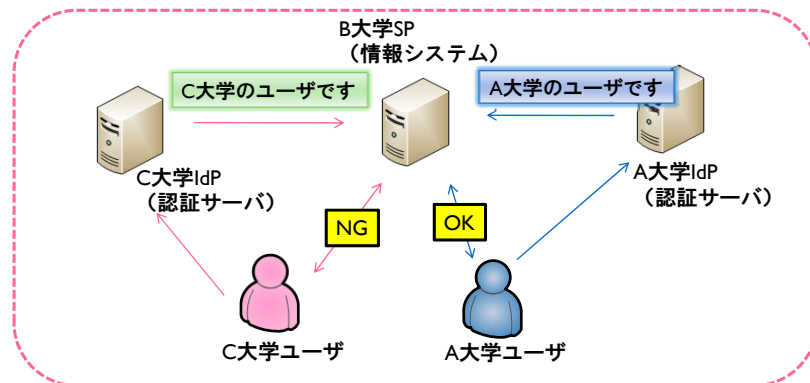 B大学SP
（情報システム）
C大学のユーザです
A大学のユーザです
C大学IdP
（認証サーバ）
A大学IdP
（認証サーバ）
NG
OK
C大学ユーザ
A大学ユーザ